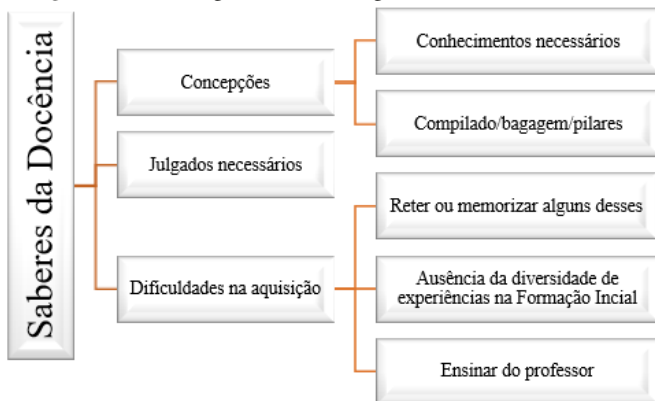 Saberes da Docência
Concepções
Conhecimentos necessários
Compilado/bagagem/pilares
Julgados necessários
Dificuldades na aquisição
Reter ou memorizar alguns desses
Ausência da diversidade de
experiências na Formação Incial
Ensinar do professor